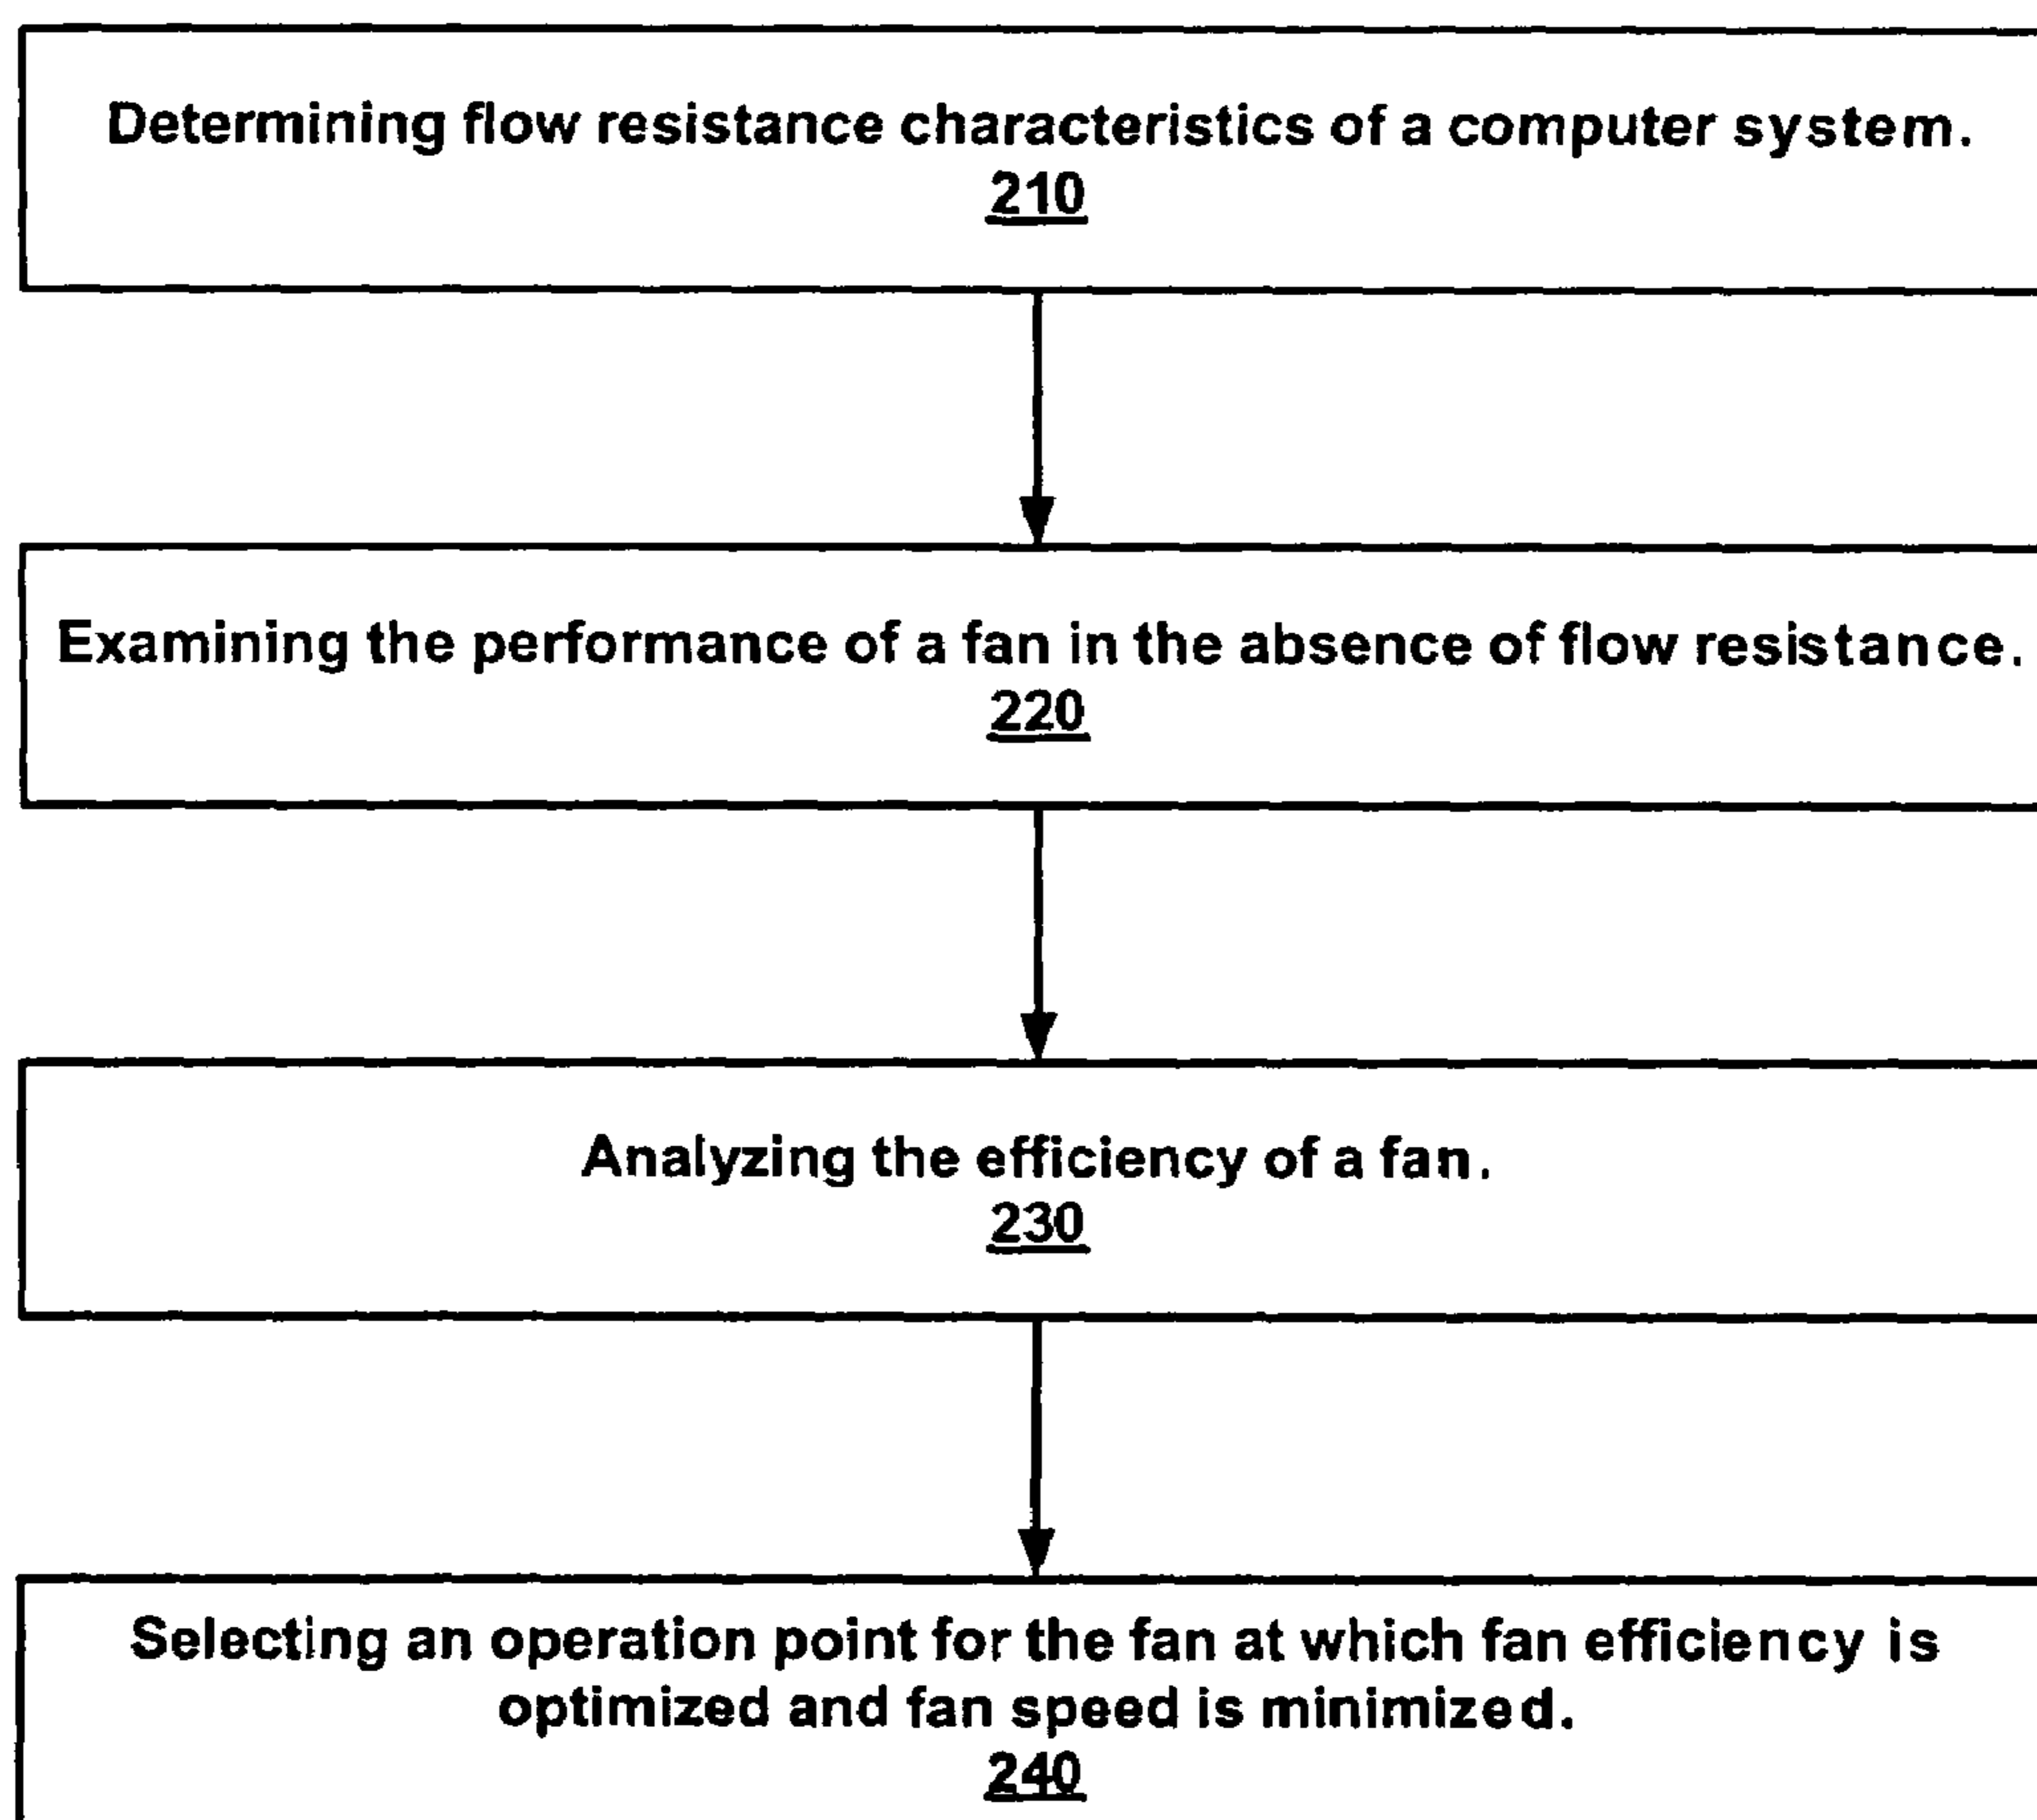 Determining flow resistance characteristics of a computer system.
210
Examining the performance of a fan in the absence of flow resistance.
220
Analyzing the efficiency of a fan.
230
Selecting an operation point for the fan at which fan efficiency is
optimized and fan speed is minimized.
240